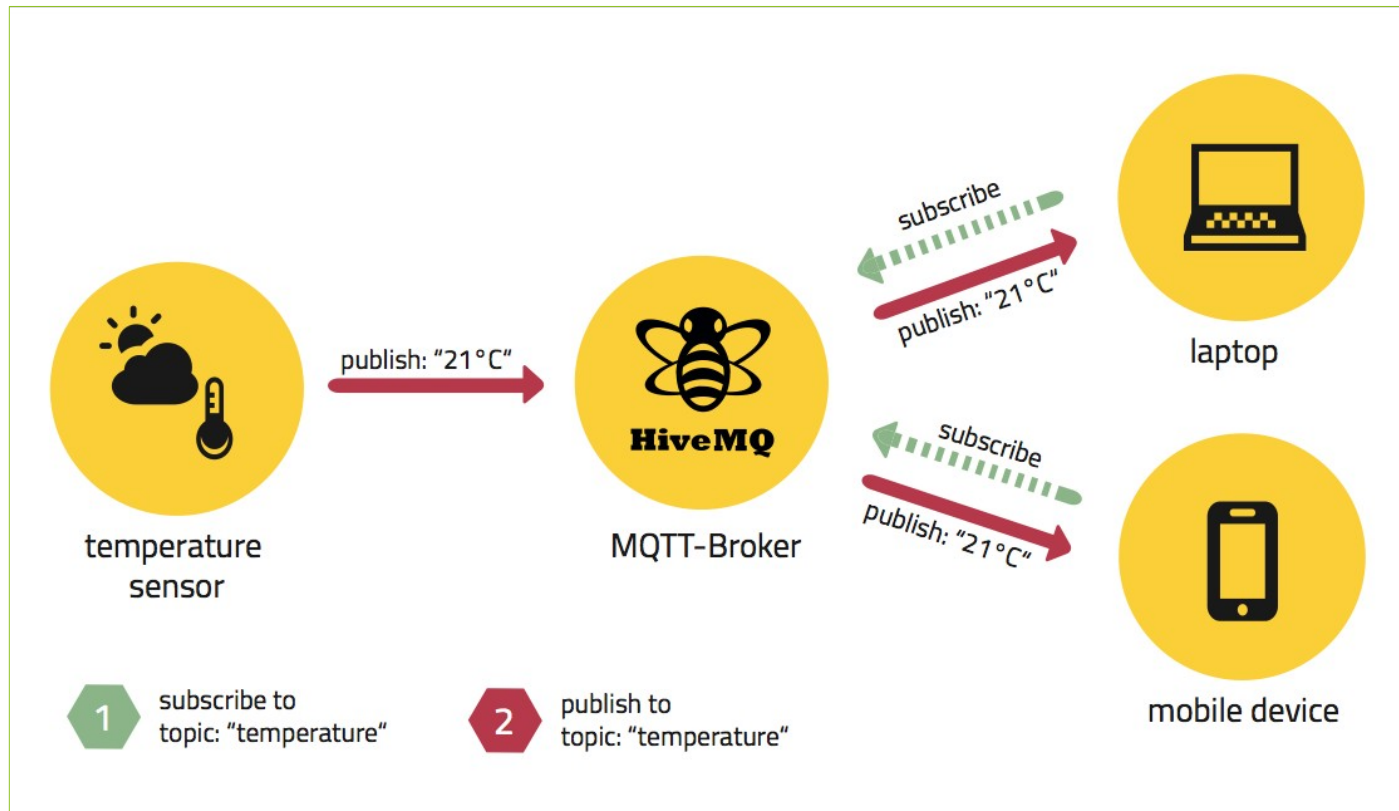 publish: “21°C“
temperature
sensor
HiveMQ
MQTT-Broker
subscribe
publish: “21°C“
laptop
subscribe
publish: “21°C“
mobile device
1
subscribe to
topic: “temperature“
2
publish to
topic: “temperature“